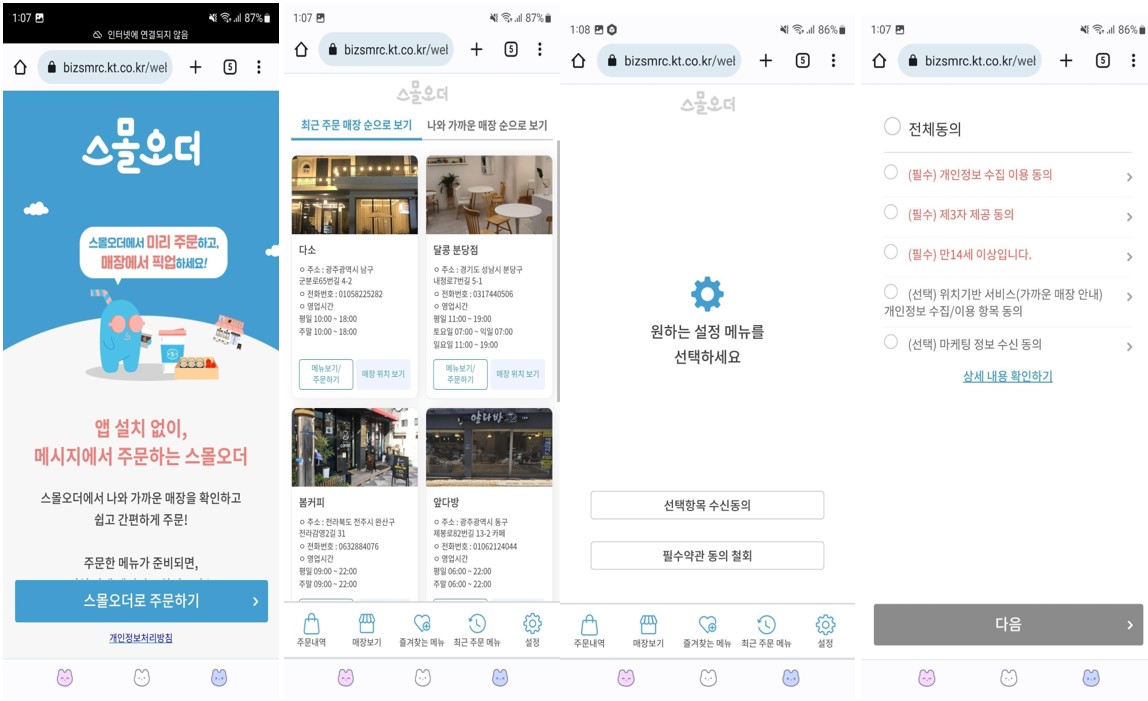 1:07
87%
인터넷에 연결되지 않음
bizsmrc.kt.co.kr/wel
5
스몰오더
스몰오더에서 미리 주문하고,
매장에서 픽업하세요!
앱 설치 없이,
메시지에서 주문하는 스몰오더
스몰오더에서 나와 가까운 매장을 확인하고
쉽고 간편하게 주문!
주문한 메뉴가 준비되면,
스몰오더로 주문하기
개인정보처리방침
1:07
87%
bizsmrc.kt.co.kr/wel
5
스몰오더
최근 주문 매장 순으로 보기
나와 가까운 매장 순으로 보기
다소
주소 : 광주광역시 남구
군분로65번길 4-2
전화번호 : 01058225282
영업시간
평일 10:00 ~ 18:00
주말 10:00 ~ 18:00
메뉴보기/
주문하기
매장 위치 보기
달콩 분당점
주소 : 경기도 성남시 분당구
내정로7번길 5-1
전화번호 : 0317440506
영업시간
평일 11:00 ~ 19:00
토요일 07:00 ~ 익일 07:00
일요일 11:00 ~ 19:00
메뉴보기/
주문하기
매장 위치 보기
봄커피
주소 : 전라북도 전주시 완산구
전라감영2길 31
전화번호 : 0632884076
영업시간
평일 09:00 ~ 22:00
주말 09:00 ~ 22:00
앞다방
앞다방
주소 : 광주광역시 동구
제봉로82번길 13-2 카페
전화번호 : 01062124044
영업시간
평일 06:00 ~ 22:00
주말 06:00 ~ 22:00
주문내역
매장보기
즐겨찾는 메뉴
최근 주문 메뉴
설정
1:08
86%
bizsmrc.kt.co.kr/wel
5
스몰오더
원하는 설정 메뉴를
선택하세요
선택항목 수신동의
필수약관 동의 철회
주문내역
매장보기
즐겨찾는 메뉴
최근 주문 메뉴
설정
1:07
86%
bizsmrc.kt.co.kr/wel
5
전체동의
(필수) 개인정보 수집 이용 동의
(필수) 제3자 제공 동의
(필수) 만14세 이상입니다.
(선택) 위치기반 서비스(가까운 매장 안내)
개인정보 수집/이용 항목 동의
(선택) 마케팅 정보 수신 동의
상세 내용 확인하기
다음